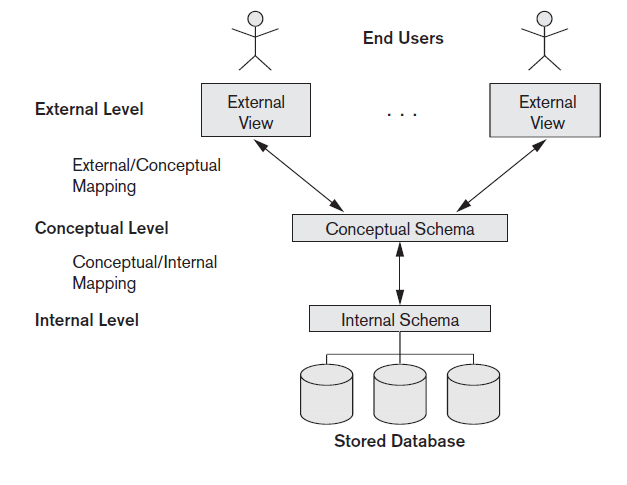 End Users
External Level
External
View
. . .
External
View
External/Conceptual
Mapping
Conceptual Level
Conceptual Schema
Conceptual/Internal
Mapping
Internal Level
Internal Schema
Stored Database